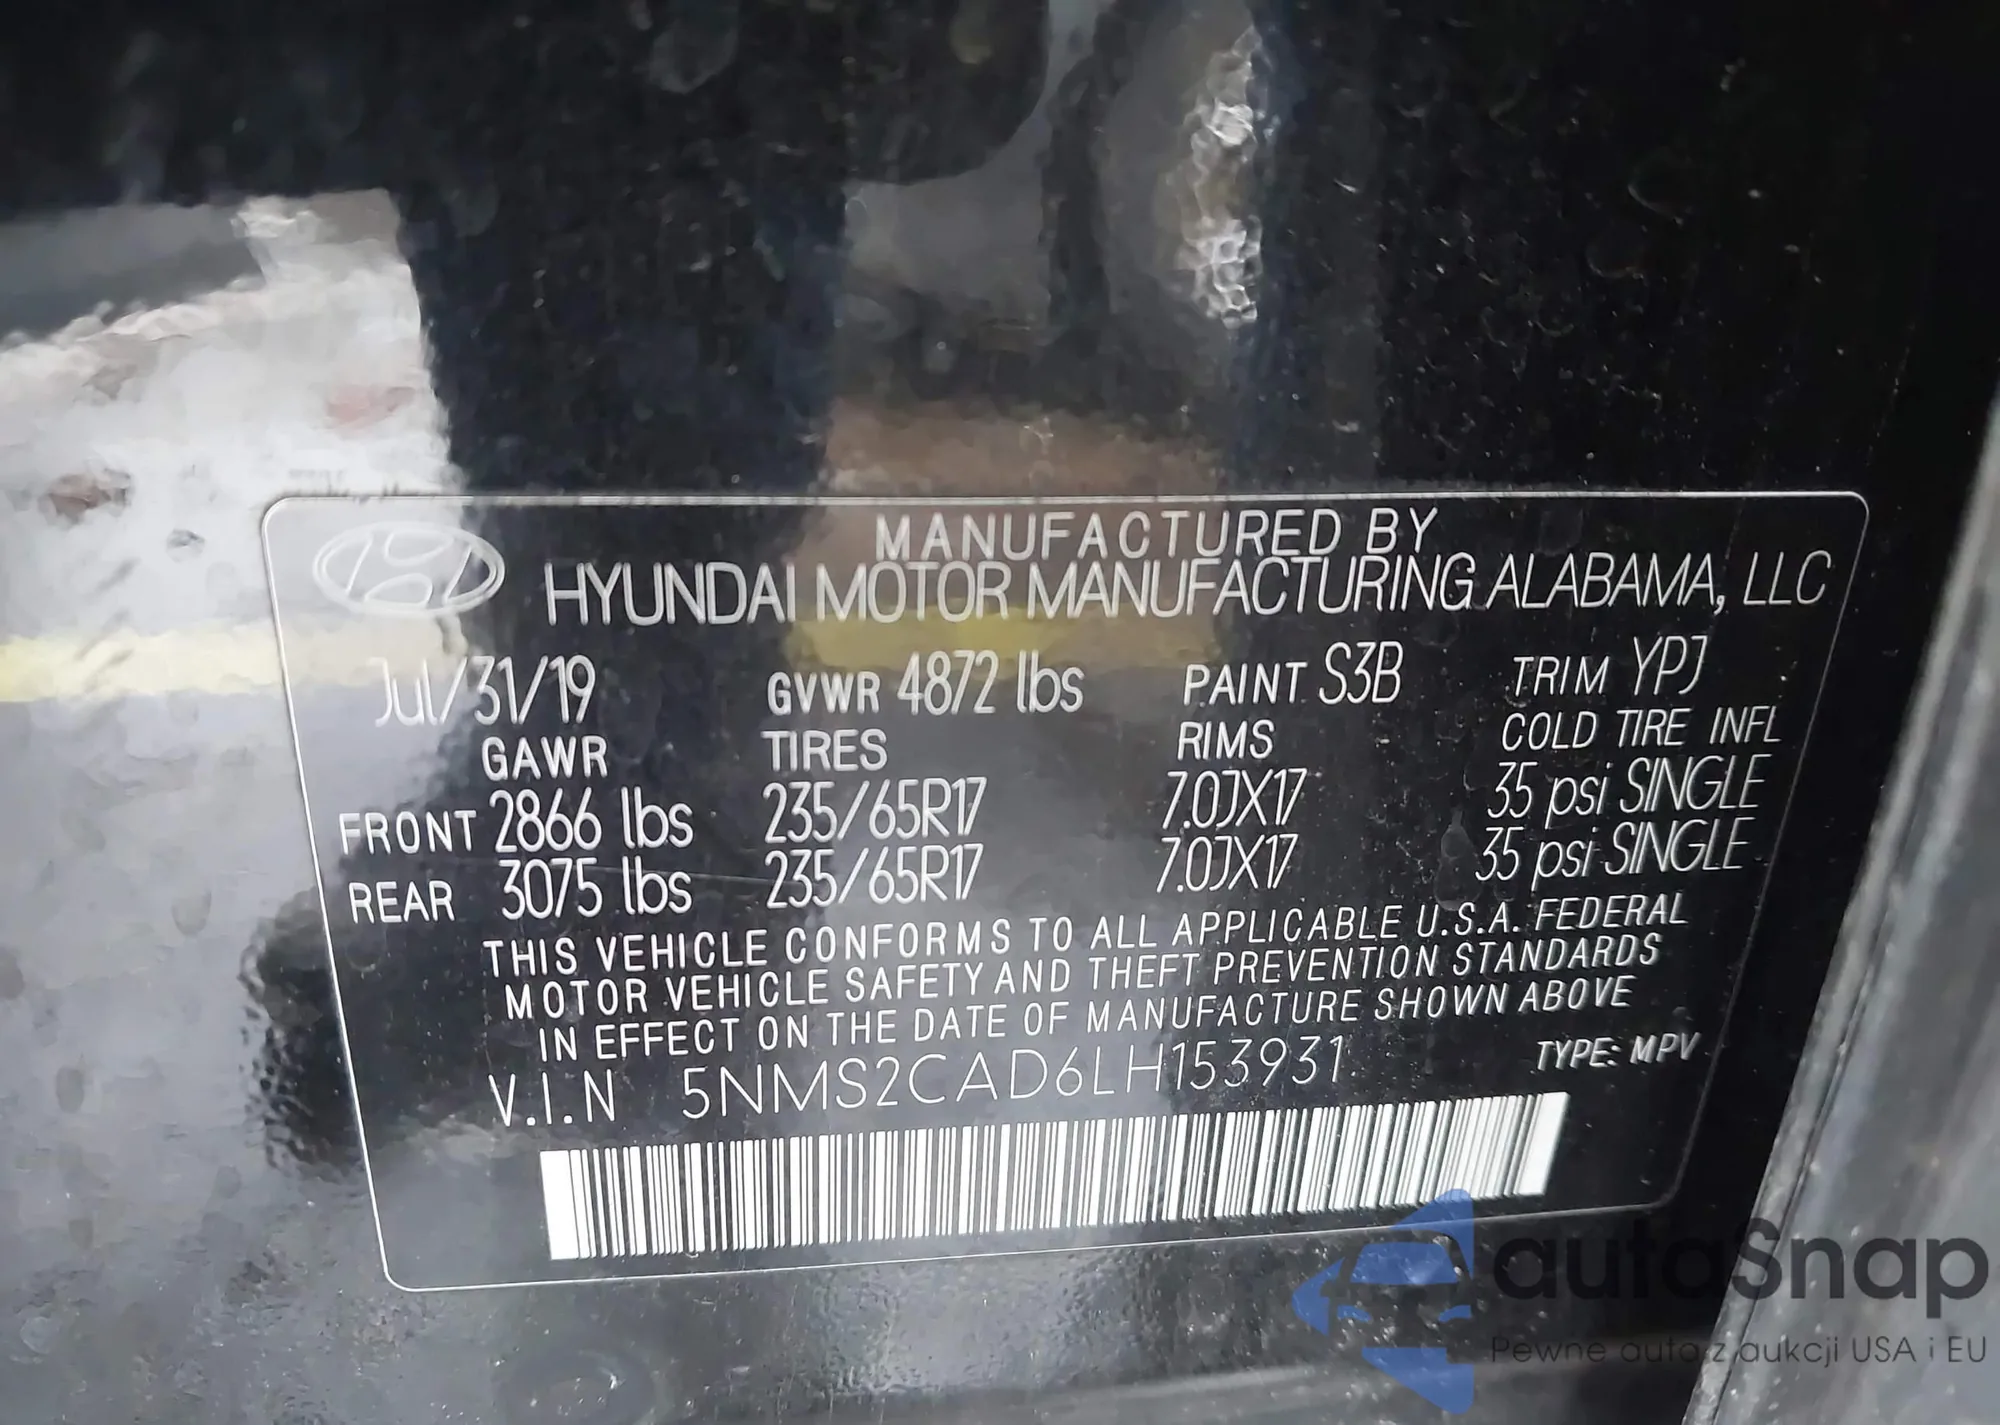 MANUFACTURED BY
HYUNDAI MOTOR MANUFACTURING ALABAMA, LLC
Jul/31/19 GVWR 4872 lbs PAINT S3B TRIM YPJ
GAWR TIRES RIMS COLD TIRE INFL
FRONT 2866 lbs 235/65R17 7.0JX17 35 psi SINGLE
REAR 3075 lbs 235/65R17 7.0JX17 35 psi SINGLE
THIS VEHICLE CONFORMS TO ALL APPLICABLE U.S.A. FEDERAL
MOTOR VEHICLE SAFETY AND THEFT PREVENTION STANDARDS
IN EFFECT ON THE DATE OF MANUFACTURE SHOWN ABOVE
V.I.N 5NMS2CAD6LH153931 TYPE: MPV
autaSnap
Pewne auta z aukcji USA i EU